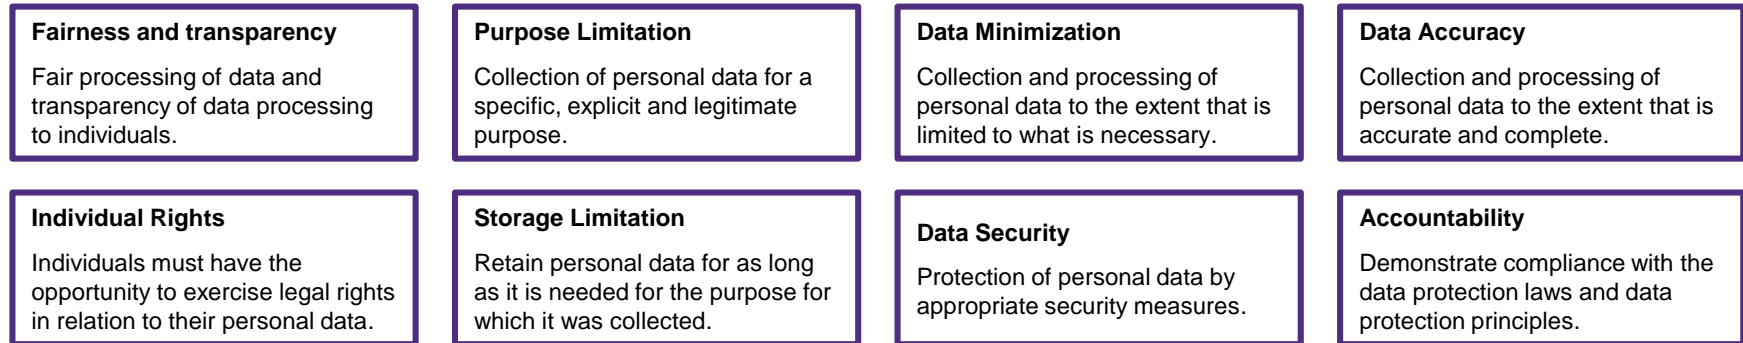 Fairness and transparency
Fair processing of data and
transparency of data processing
to individuals.
Purpose Limitation
Collection of personal data for a
specific, explicit and legitimate
purpose.
Data Minimization
Collection and processing of
personal data to the extent that is
limited to what is necessary.
Data Accuracy
Collection and processing of
personal data to the extent that is
accurate and complete.
Individual Rights
Individuals must have the
opportunity to exercise legal rights
in relation to their personal data.
Storage Limitation
Retain personal data for as long
as it is needed for the purpose for
which it was collected.
Data Security
Protection of personal data by
appropriate security measures.
Accountability
Demonstrate compliance with the
data protection laws and data
protection principles.